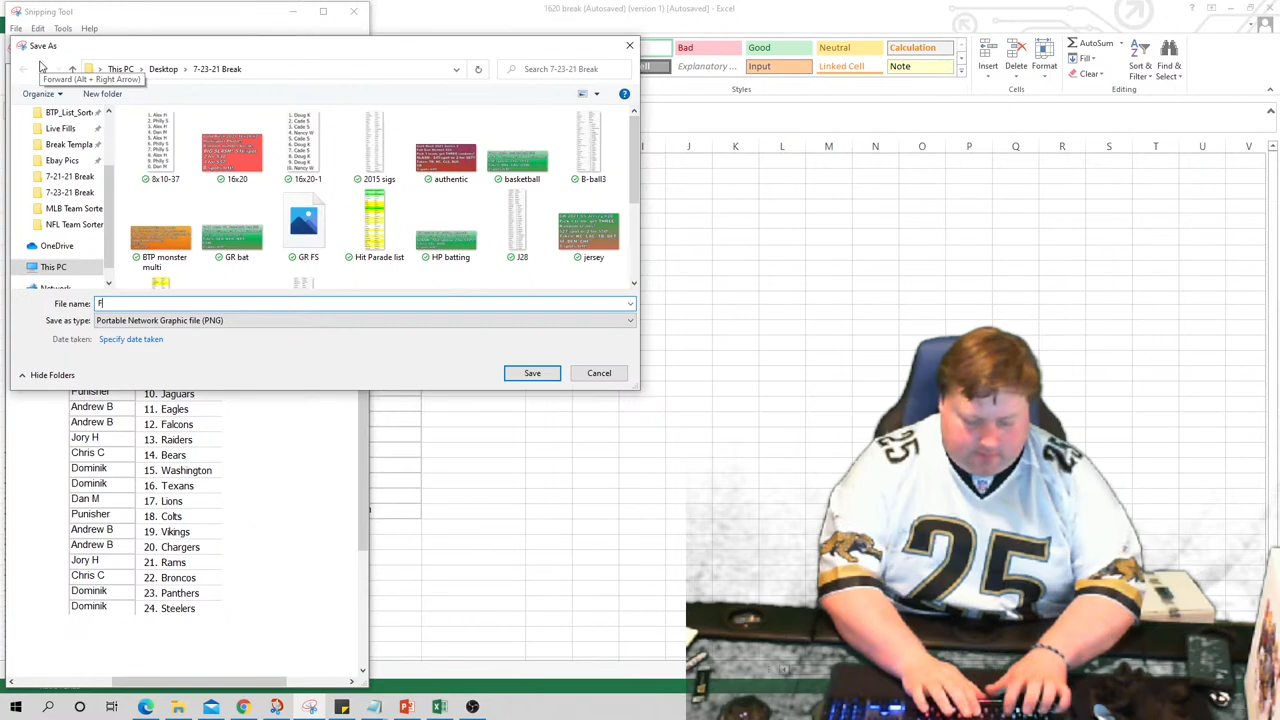 Snipping Tool
1620 break (Autosaved) (version 1) [Autosaved] - Excel
File Edit Tools Help
Save As
This PC > Desktop > 7-23-21 Break
Search 7-23-21 Break
Forward (Alt + Right Arrow)
Organize
New folder
BTP_List_Sort
Live Fills
Break Templa
Ebay Pics
7-21-21 Break
7-23-21 Break
MLB Team Sorter
NFL Team Sorter
OneDrive
This PC
Network
8x10-37
16x20
16x20-1
2015 sigs
authentic
basketball
B-ball3
BTP monster
multi
GR bat
GR FS
Hit Parade list
HP batting
J28
jersey
File name: F
Save as type: Portable Network Graphic file (PNG)
Date taken: Specify date taken
Hide Folders
Save
Cancel
Bad
Good
Neutral
Calculation
Explanatory ...
Input
Linked Cell
Note
Styles
Insert
Delete
Format
Cells
AutoSum
Fill
Clear
Sort &
Filter
Find &
Select
Editing
J K L M N O P Q R S T U V
Punisher 10. Jaguars
Andrew B 11. Eagles
Andrew B 12. Falcons
Jory H 13. Raiders
Chris C 14. Bears
Dominik 15. Washington
Dominik 16. Texans
Dan M 17. Lions
Punisher 18. Colts
Andrew B 19. Vikings
Andrew B 20. Chargers
Jory H 21. Rams
Chris C 22. Broncos
Dominik 23. Panthers
Dominik 24. Steelers
25
25
25